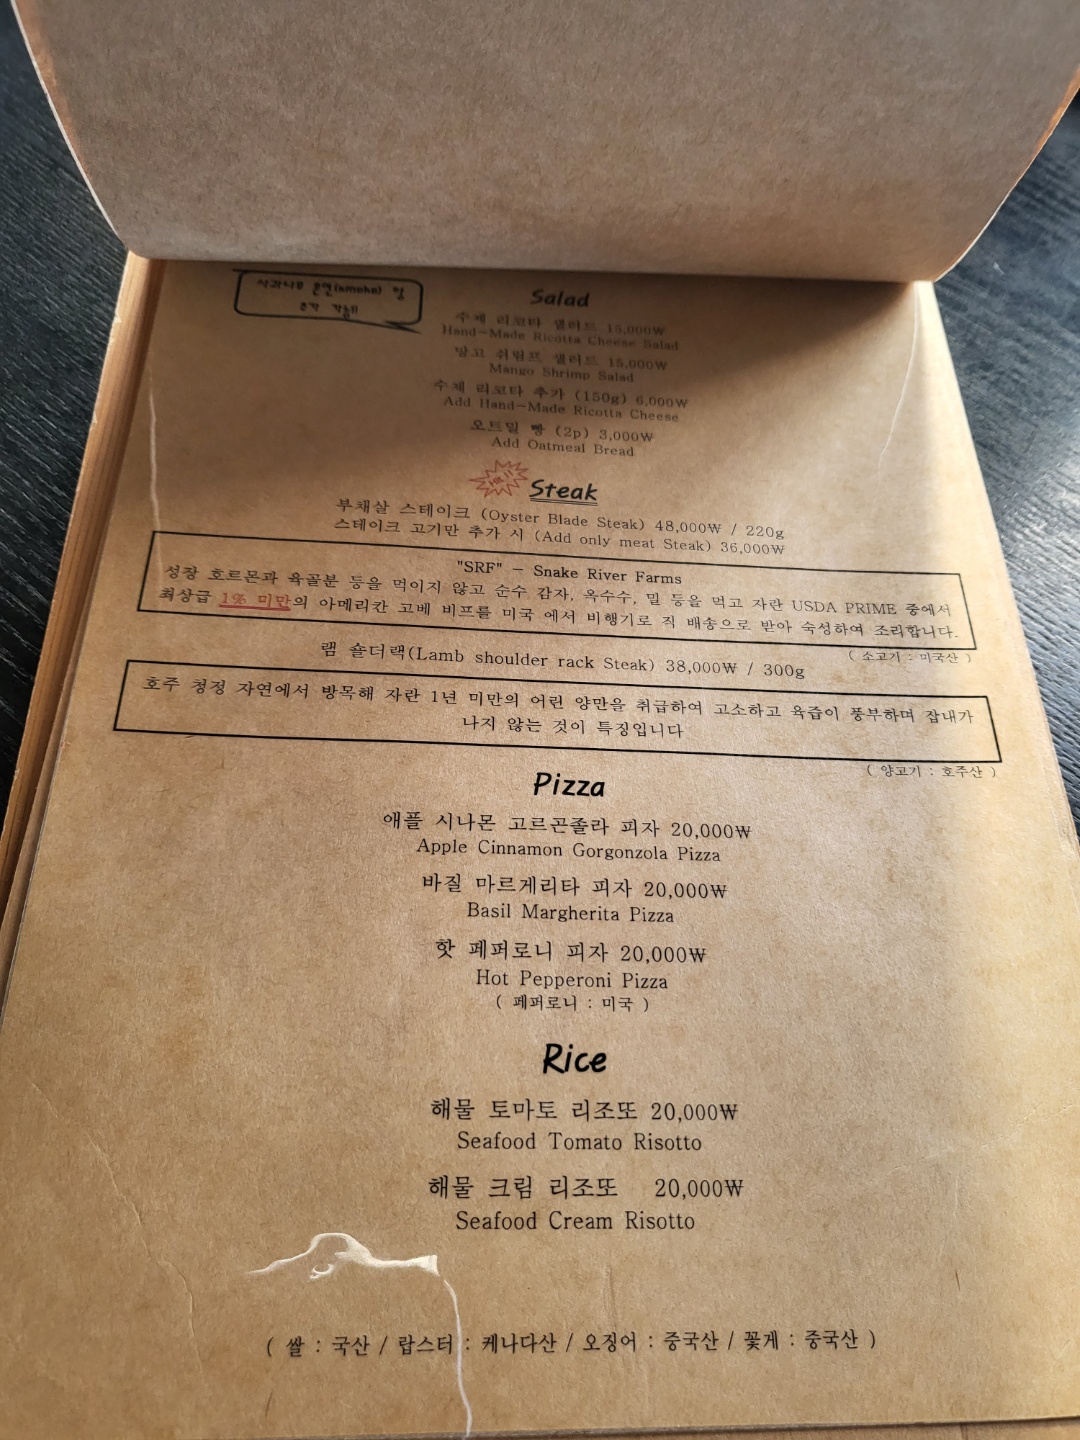 사과나무 훈연(smoke) 향
추가 가능!!
Salad
수제 리코타 샐러드 15,000₩
Hand-Made Ricotta Cheese Salad
망고 쉬림프 샐러드 15,000₩
Mango Shrimp Salad
수제 리코타 추가 (150g) 6,000₩
Add Hand-Made Ricotta Cheese
오트밀 빵 (2p) 3,000₩
Add Oatmeal Bread
Steak
부채살 스테이크 (Oyster Blade Steak) 48,000₩ / 220g
스테이크 고기만 추가 시 (Add only meat Steak) 36,000₩
"SRF" - Snake River Farms
성장 호르몬과 육골분 등을 먹이지 않고 순수 감자, 옥수수, 밀 등을 먹고 자란 USDA PRIME 중에서
최상급 1% 미만의 아메리칸 고베 비프를 미국 에서 비행기로 직 배송으로 받아 숙성하여 조리합니다.
( 소고기 : 미국산 )
램 숄더랙(Lamb shoulder rack Steak) 38,000₩ / 300g
호주 청정 자연에서 방목해 자란 1년 미만의 어린 양만을 취급하여 고소하고 육즙이 풍부하며 잡내가
나지 않는 것이 특징입니다
( 양고기 : 호주산 )
Pizza
애플 시나몬 고르곤졸라 피자 20,000₩
Apple Cinnamon Gorgonzola Pizza
바질 마르게리타 피자 20,000₩
Basil Margherita Pizza
핫 페퍼로니 피자 20,000₩
Hot Pepperoni Pizza
( 페퍼로니 : 미국 )
Rice
해물 토마토 리조또 20,000₩
Seafood Tomato Risotto
해물 크림 리조또 20,000₩
Seafood Cream Risotto
( 쌀 : 국산 / 랍스터 : 케나다산 / 오징어 : 중국산 / 꽃게 : 중국산 )